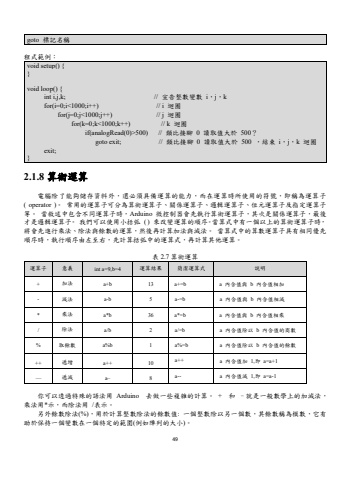 goto 標記名稱
程式範例：
void setup() {
}
void loop() {
int i,j,k; // 宣告整數變數 i，j，k
for(i=0;i<1000;i++) // i 迴圈
for(j=0;j<1000;j++) // j 迴圈
for(k=0;k<1000;k++) // k 迴圈
if(analogRead(0)>500) // 類比接腳 0 讀取值大於 500？
goto exit; // 類比接腳 0 讀取值大於 500 ，結束 i，j，k 迴圈
exit;
}
2.1.8 算術運算
電腦除了能夠儲存資料外，還必須具備運算的能力，而在運算時所使用的符號，即稱為運算子
( operator )。 常用的運算子可分為算術運算子、關係運算子、邏輯運算子、位元運算子及指定運算子
等。 當敘述中包含不同運算子時，Arduino 微控制器會先執行算術運算子，其次是關係運算子，最後
才是邏輯運算子。 我們可以使用小括弧 ( ) 來改變運算的順序。當算式中有一個以上的算術運算子時，
將會先進行乘法、除法與餘數的運算，然後再計算加法與減法。 當算式中的算數運算子具有相同優先
順序時，執行順序由左至右，先計算括弧中的算式，再計算其他運算。
表 2.7 算術運算
運算子 意義 int a=9,b=4 運算結果 簡潔運算式 說明
+ 加法 a+b 13 a+=b a 內含值與 b 內含值相加
- 減法 a-b 5 a-=b a 內含值與 b 內含值相減
* 乘法 a*b 36 a*=b a 內含值與 b 內含值相乘
/ 除法 a/b 2 a/=b a 內含值除以 b 內含值的商數
% 取餘數 a%b 1 a%=b a 內含值除以 b 內含值的餘數
++ 遞增 a++ 10 a++ a 內含值加 1,即 a=a+1
— 遞減 a-- 8 a-- a 內含值減 1,即 a=a-1
你可以透過特殊的語法用 Arduino 去做一些複雜的計算。 + 和 - 就是一般數學上的加減法，
乘法用*示，而除法用 /表示。
另外餘數除法(%)，用於計算整數除法的餘數值: 一個整數除以另一個數，其餘數稱為模數，它有
助於保持一個變數在一個特定的範圍(例如陣列的大小)。
49